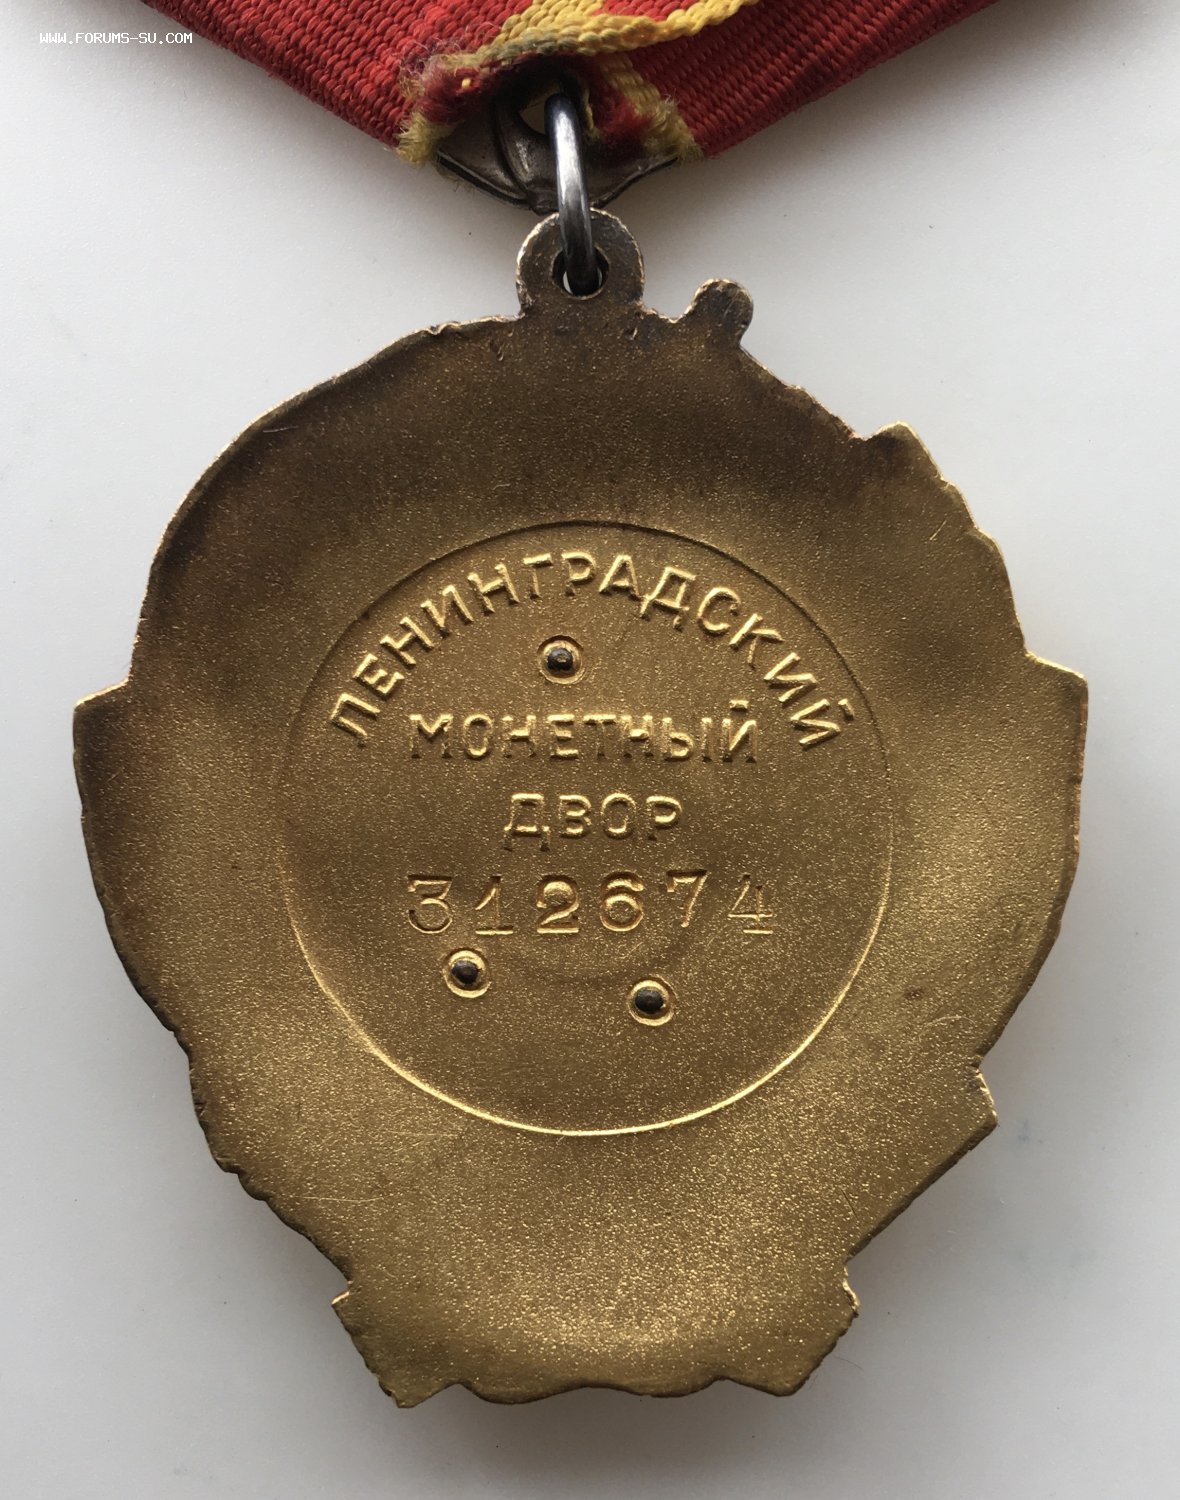 WWW.FORUMS-SU.COM
ЛЕНИНГРАДСКИЙ
МОНЕТНЫЙ
ДВОР
312674